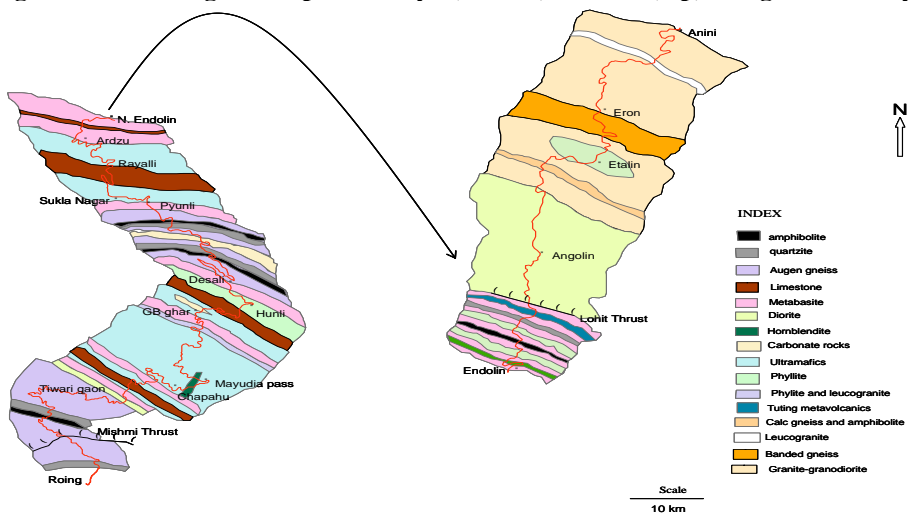 Anini
N
N. Endolin
Ardzu
Eron
Rayalli
Etalin
Sukla Nagar
Pyunli
INDEX
amphibolite
quartzite
Augen gneiss
Limestone
Metabasite
Diorite
Hornblendite
Carbonate rocks
Ultramafics
Phyllite
Phylite and leucogranite
Tuting metavolcanics
Calc gneiss and amphibolite
Leucogranite
Banded gneiss
Granite-granodiorite
Angolin
Desali
GB ghar
Hunli
Lohit Thrust
Endolin
Mayudia pass
Chapahu
Tiwari gaon
Mishmi Thrust
Roing
Scale
10 km